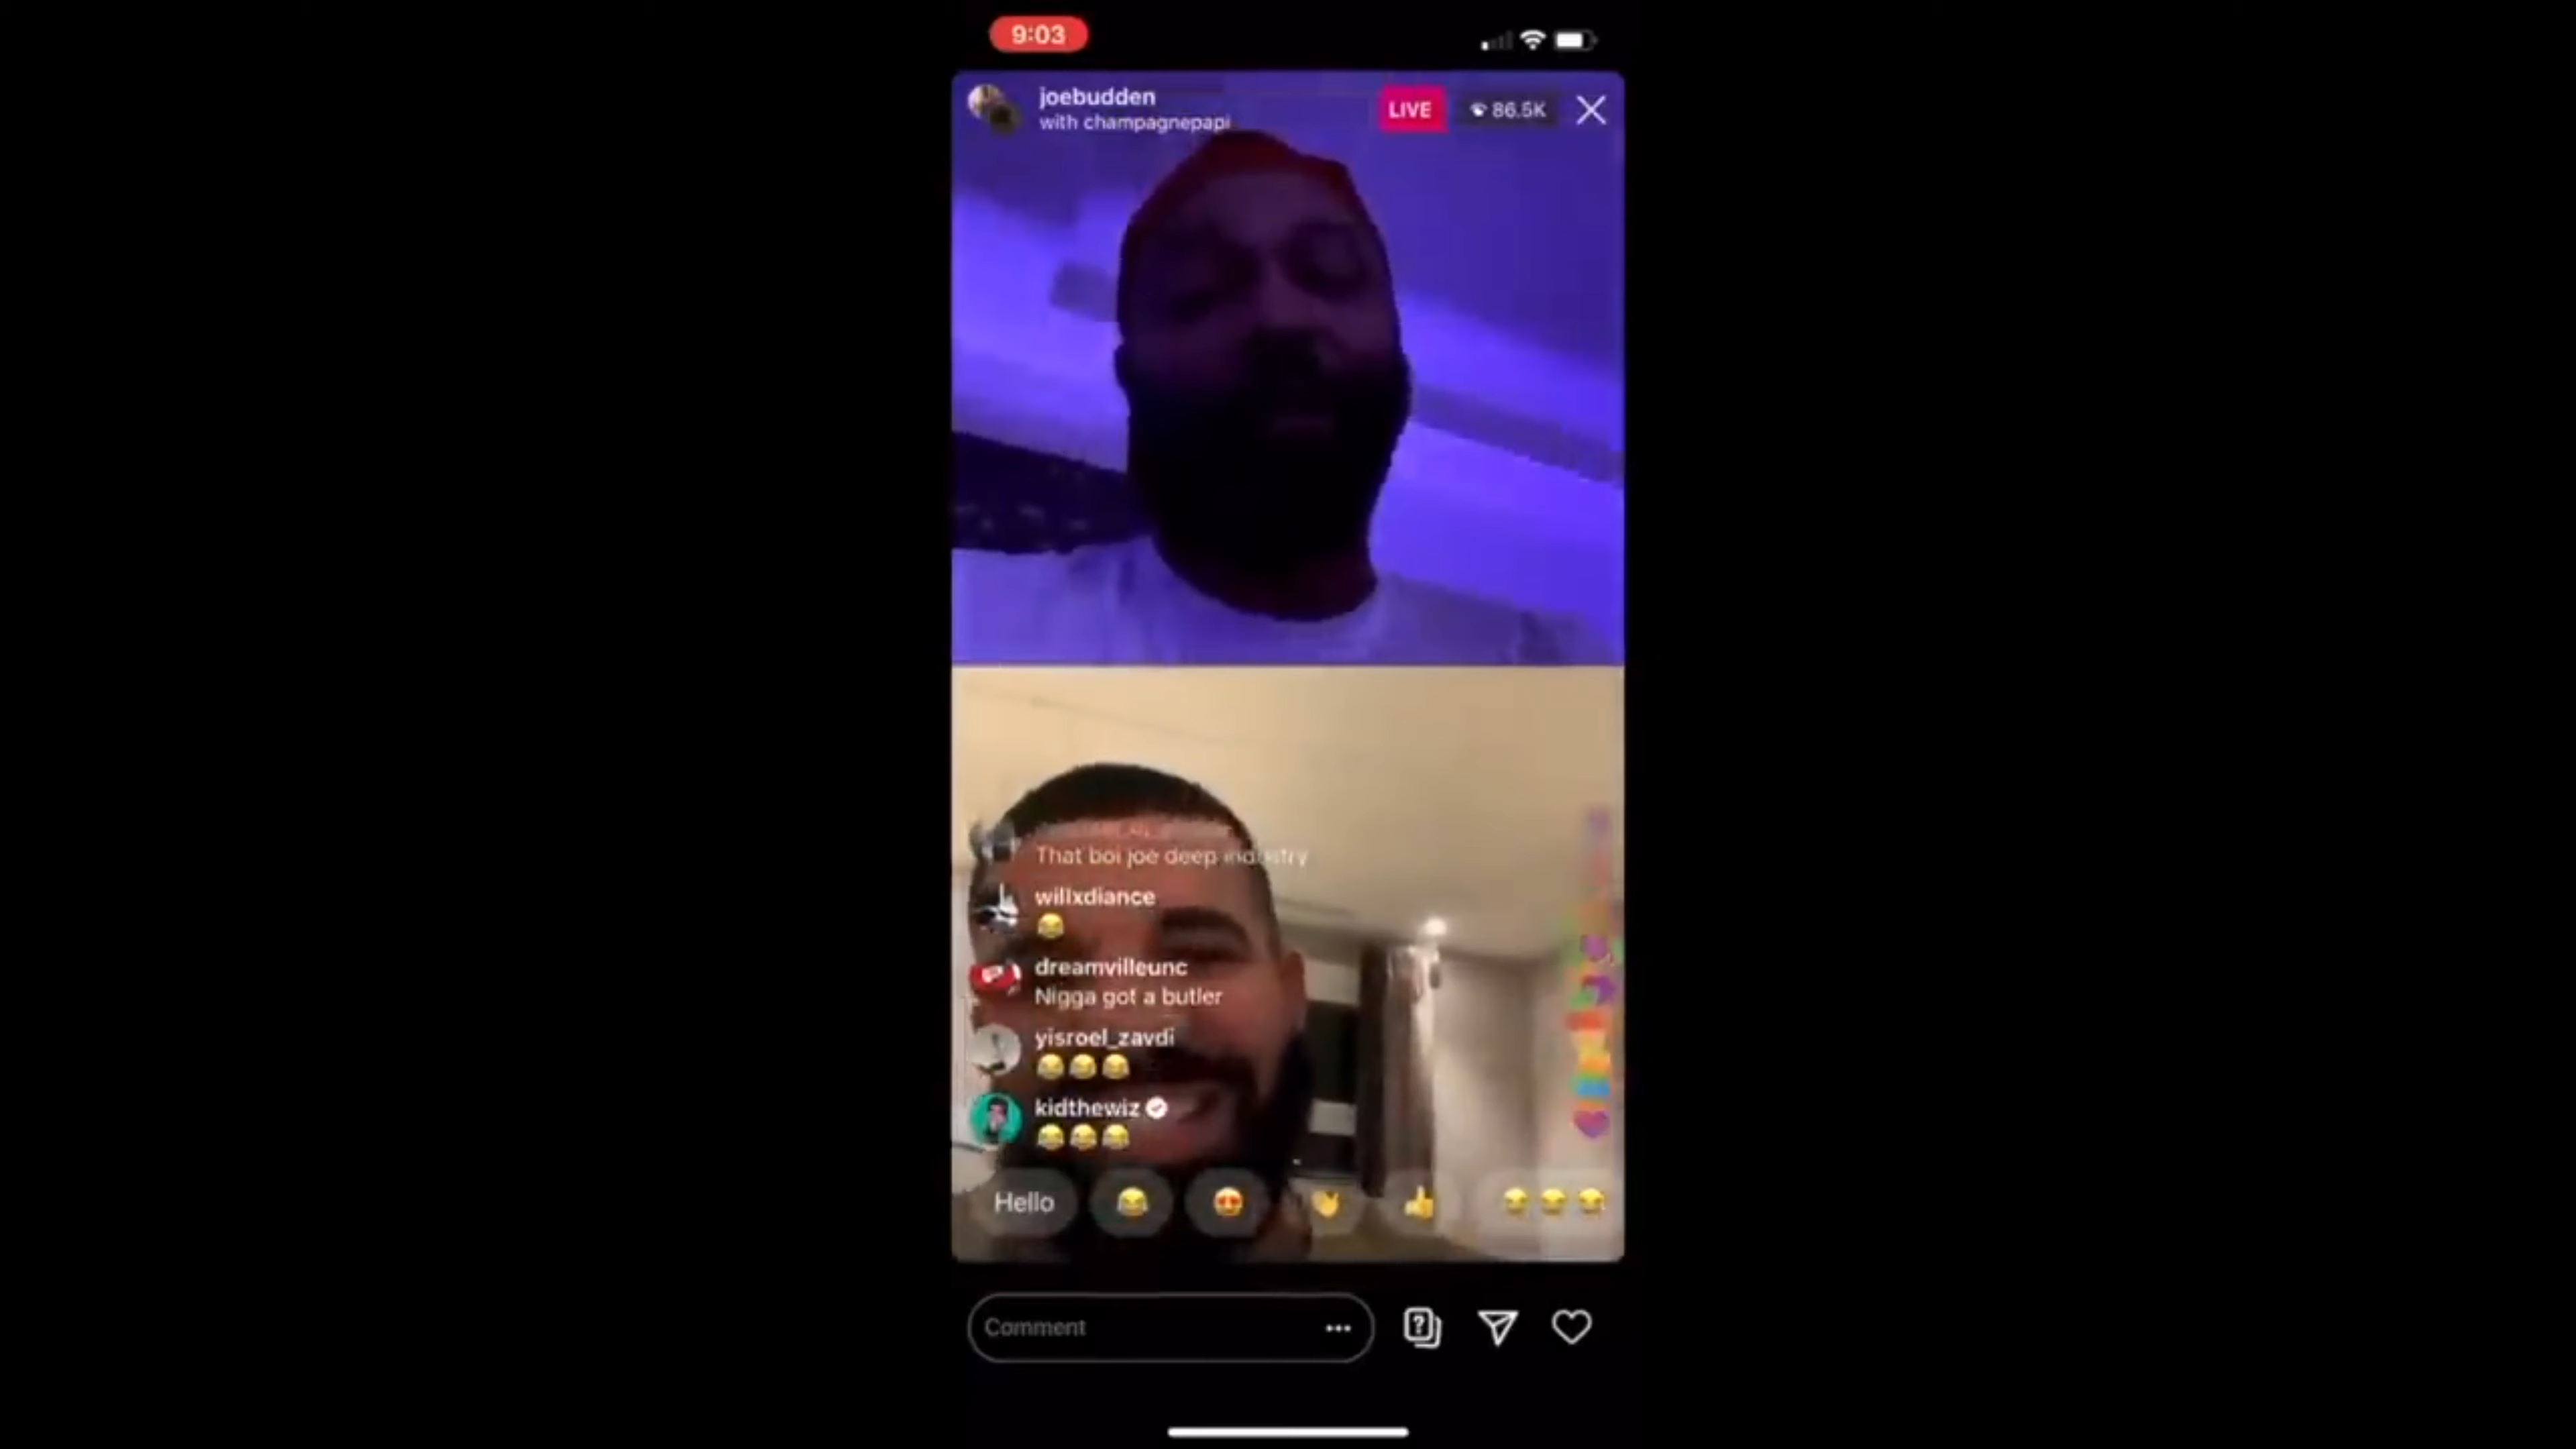 9:03
joebudden
with champagnepapi
LIVE
86.5K
That boi joe deep industry
willxdiance
😂
dreamvilleunc
Nigga got a butler
yisroel_zavdi
😂😂😂
kidthewiz
😂😂😂
Hello
Comment